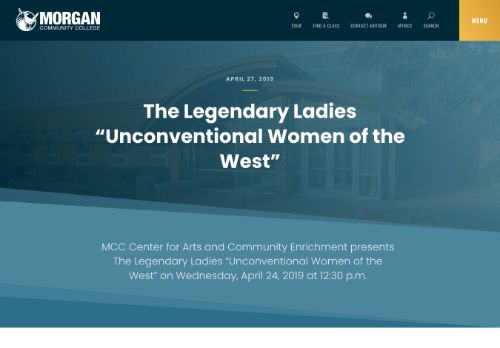 MORGAN
COMMUNITY COLLEGE
TOUR
FIND A CLASS
CONTACT ADVISOR
MYMCC
SEARCH
MENU
APRIL 27, 2019
The Legendary Ladies
“Unconventional Women of the
West”
MCC Center for Arts and Community Enrichment presents
The Legendary Ladies “Unconventional Women of the
West” on Wednesday, April 24, 2019 at 12:30 p.m.